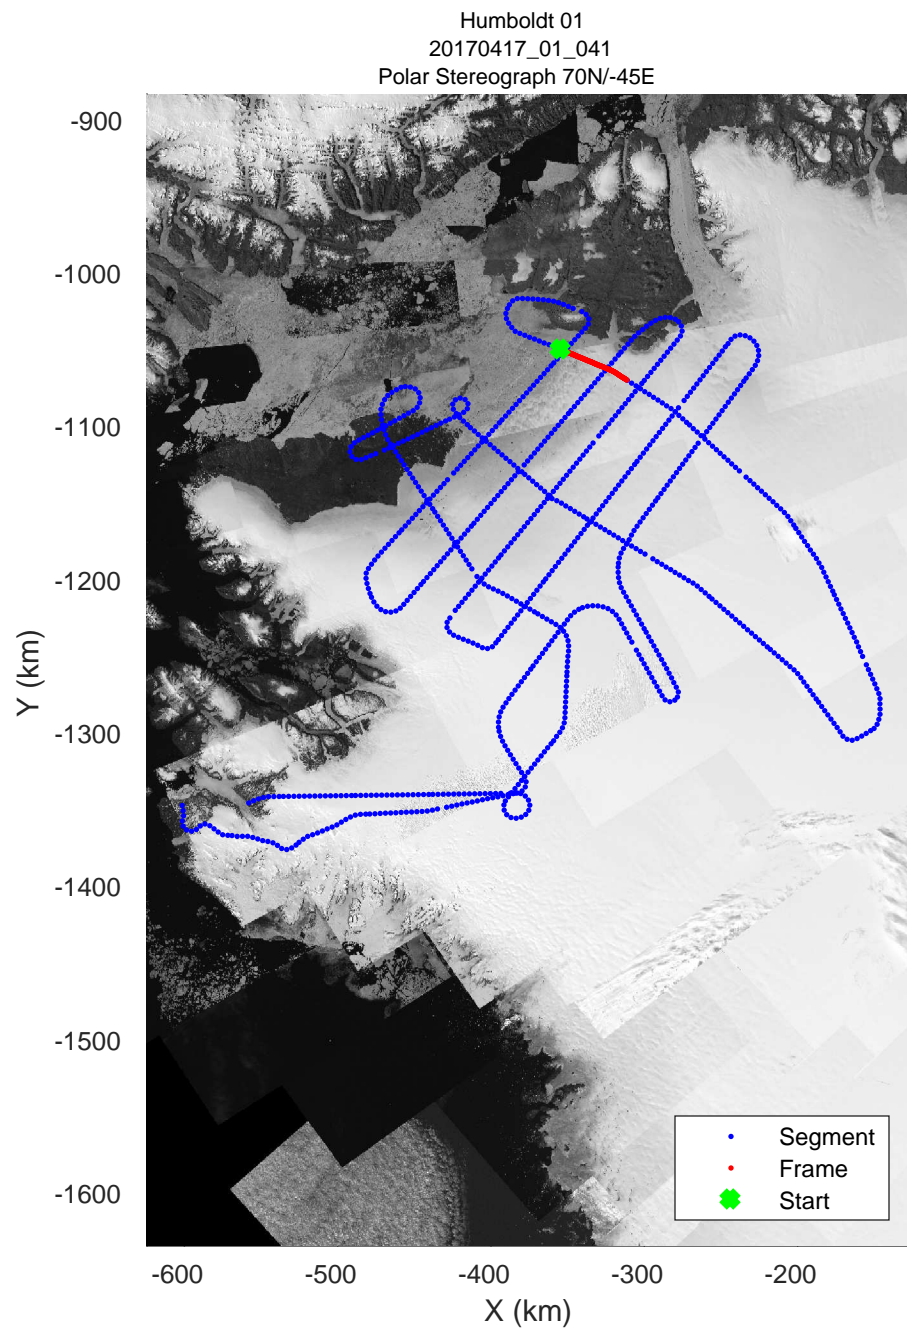 Humboldt 01
20170417_01_041
Polar Stereograph 70N/-45E
-900
-1000
-1100
-1200
-1300
-1400
-1500
-1600
Y (km)
Segment
Frame
Start
-600 -500 -400 -300 -200
X (km)